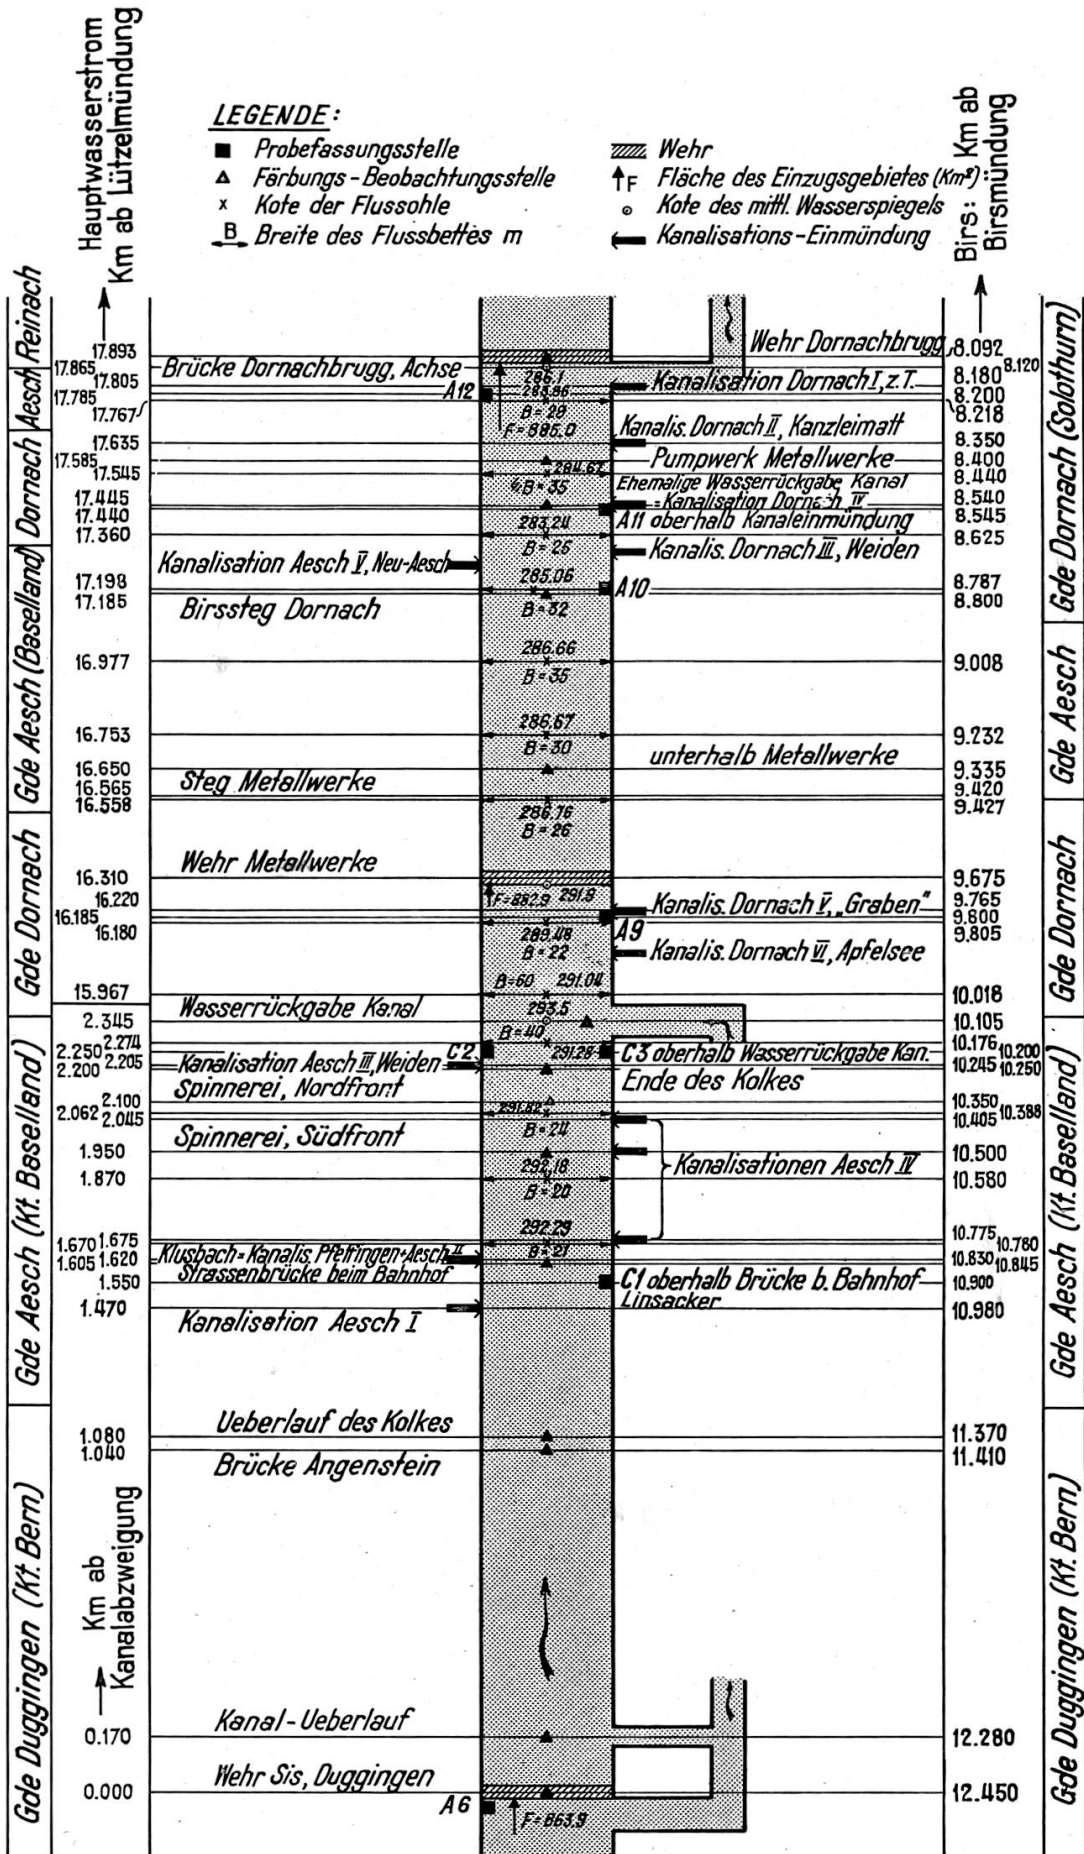 Hauptwasserstrom
Km ab Lützelmündung
LEGENDE:
Probefassungsstelle
Färbungs-Beobachtungsstelle
Kote der Flussohle
B Breite des Flussbettes m
Wehr
F Fläche des Einzugsgebietes (Km²)
Kote des mittl. Wasserspiegels
Kanalisations-Einmündung
Birs: Km ab
Birsmündung
Reinach
Aesch
Dornach
Gde Aesch (Baselland)
Gde Dornach
Gde Aesch (Kt. Baselland)
Gde Duggingen (Kt. Bern)
Gde Dornach (Solothurn)
Gde Aesch
Gde Dornach
Gde Aesch (Kt. Baselland)
Gde Duggingen (Kt. Bern)
17.893 Wehr Dornachbrugg 8.092
17.865 Brücke Dornachbrugg, Achse 8.120
286.1 8.180
17.805 Kanalisation Dornach I, z.T.
17.785 A12 283.86 8.200
17.767 B=29 8.218
F=885.0
17.635 Kanalis. Dornach II, Kanzleimatt 8.350
17.585 Pumpwerk Metallwerke 8.400
17.545 284.67 8.440
½B=35 Ehemalige Wasserrückgabe Kanal
17.445 =Kanalisation Dornach IV 8.540
17.440 A11 oberhalb Kanaleinmündung 8.545
17.360 283.24 8.625
B=26 Kanalis. Dornach III, Weiden
Kanalisation Aesch V, Neu-Aesch
17.198 285.06 A10 8.787
17.185 B=32 8.800
Birssteg Dornach
16.977 286.66 9.008
B=35
16.753 286.67 9.232
B=30 unterhalb Metallwerke
16.650 9.335
16.565 Steg Metallwerke 9.420
16.558 9.427
286.76
B=26
Wehr Metallwerke
16.310 9.675
F=882.9 291.9
16.220 Kanalis. Dornach V, „Graben" 9.765
16.185 9.800
16.180 289.48 A9 9.805
B=22 Kanalis. Dornach VI, Apfelsee
B=60 291.04
15.967 10.018
Wasserrückgabe Kanal 293.5
2.345 10.105
B=40
2.274 10.176
2.250 C2 291.29 C3 oberhalb Wasserrückgabe Kan. 10.200
2.205 Kanalisation Aesch III, Weiden 10.245
2.200 10.250
Spinnerei, Nordfront Ende des Kolkes
2.100 10.350
2.062 291.82 10.388
2.045 10.405
Spinnerei, Südfront B=24
1.950 10.500
292.18 Kanalisationen Aesch IV
1.870 10.580
B=20
292.29
1.675 10.775
1.670 10.780
B=21
1.620 Klusbach=Kanalis. Pfeffingen+Aesch II 10.830
1.605 10.845
Strassenbrücke beim Bahnhof
1.550 C1 oberhalb Brücke b. Bahnhof 10.900
Linsacker
1.470 10.980
Kanalisation Aesch I
Ueberlauf des Kolkes
1.080 11.370
1.040 11.410
Brücke Angenstein
Km ab
Kanalabzweigung
Kanal-Ueberlauf
0.170 12.280
Wehr Sis, Duggingen
0.000 12.450
A6
F=863.9